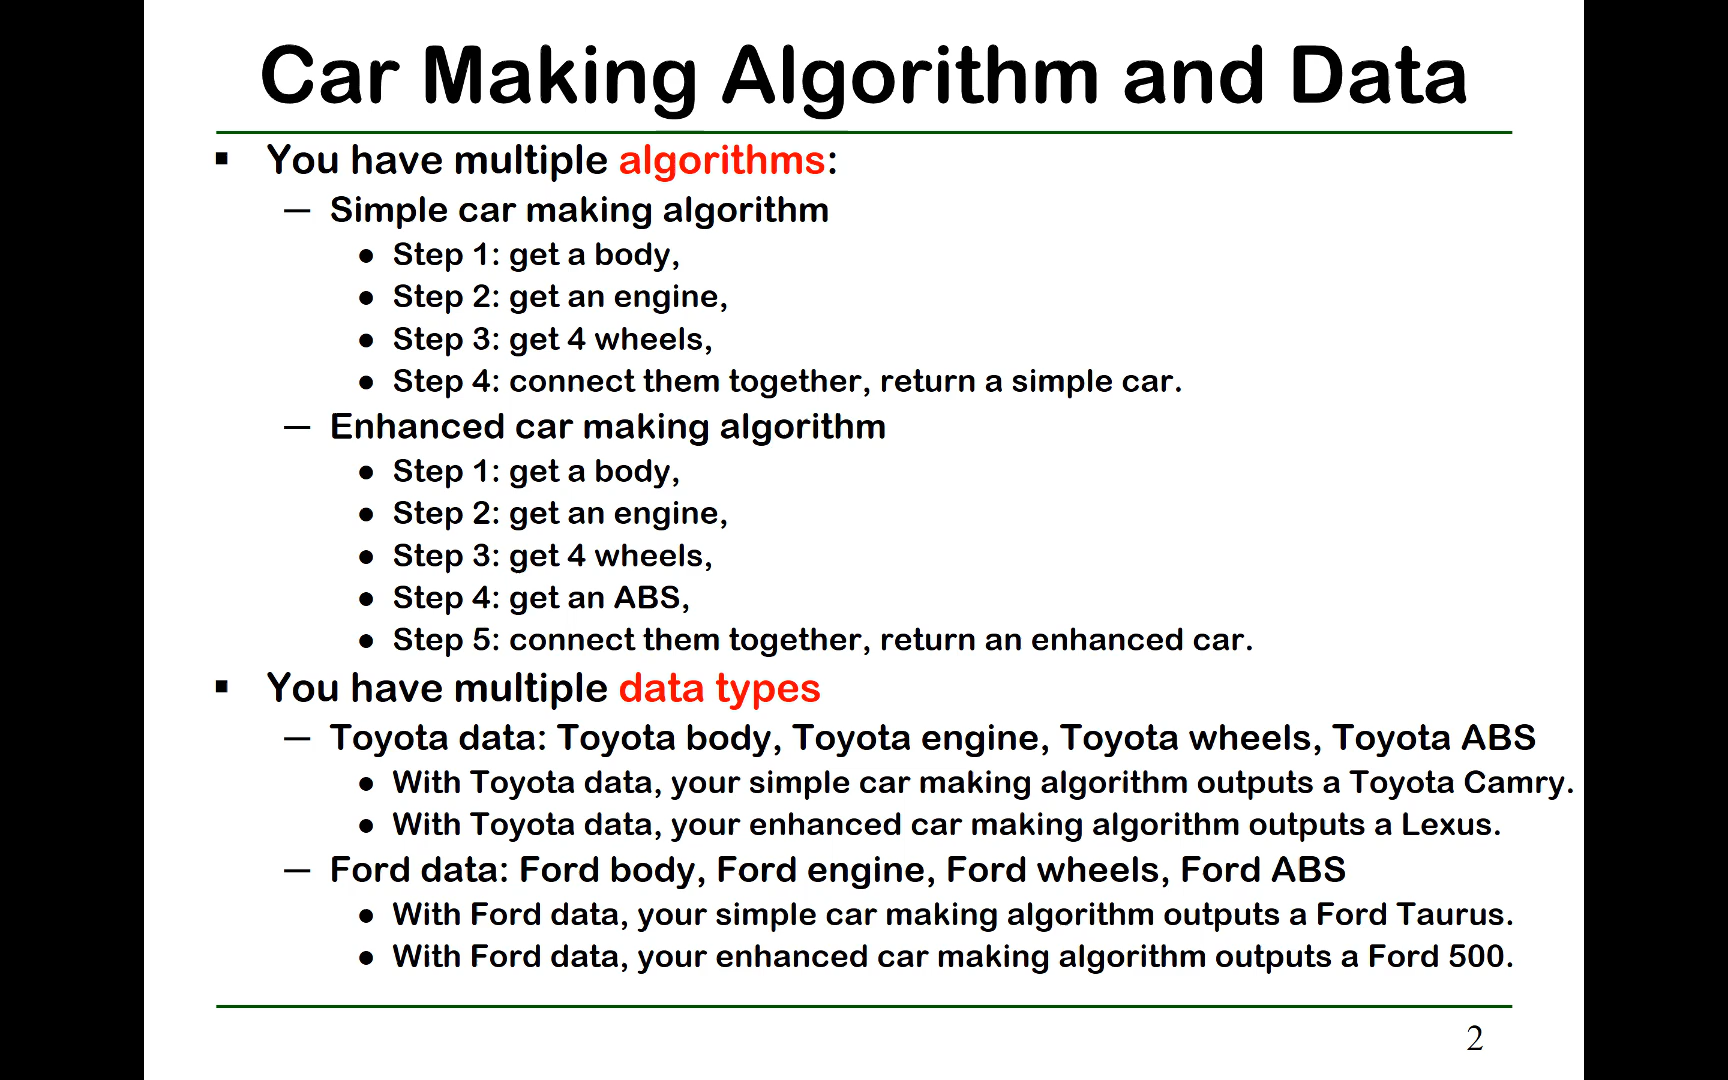 Car Making Algorithm and Data
▪ You have multiple algorithms:
— Simple car making algorithm
● Step 1: get a body,
● Step 2: get an engine,
● Step 3: get 4 wheels,
● Step 4: connect them together, return a simple car.
— Enhanced car making algorithm
● Step 1: get a body,
● Step 2: get an engine,
● Step 3: get 4 wheels,
● Step 4: get an ABS,
● Step 5: connect them together, return an enhanced car.
▪ You have multiple data types
— Toyota data: Toyota body, Toyota engine, Toyota wheels, Toyota ABS
● With Toyota data, your simple car making algorithm outputs a Toyota Camry.
● With Toyota data, your enhanced car making algorithm outputs a Lexus.
— Ford data: Ford body, Ford engine, Ford wheels, Ford ABS
● With Ford data, your simple car making algorithm outputs a Ford Taurus.
● With Ford data, your enhanced car making algorithm outputs a Ford 500.
2